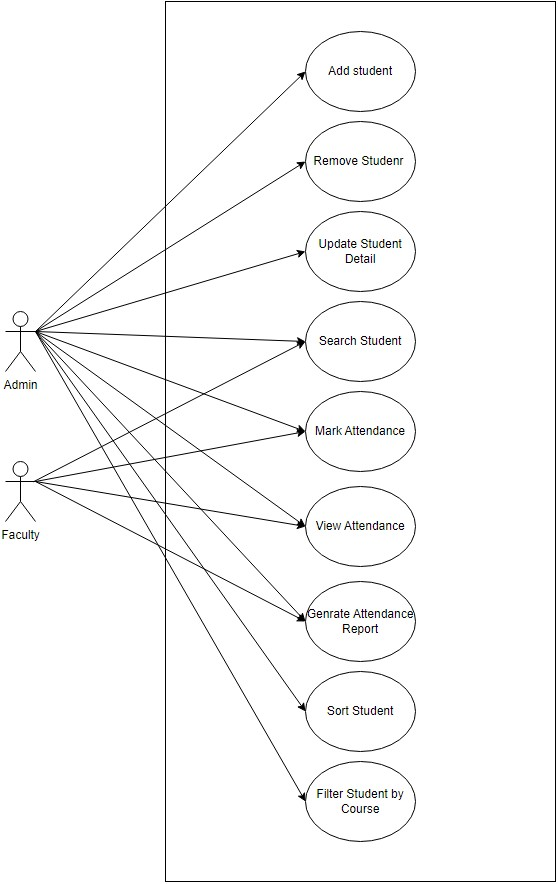 Add student
Remove Studenr
Update Student
Detail
Search Student
Admin
Mark Attendance
View Attendance
Faculty
Genrate Attendance
Report
Sort Student
Filter Student by
Course